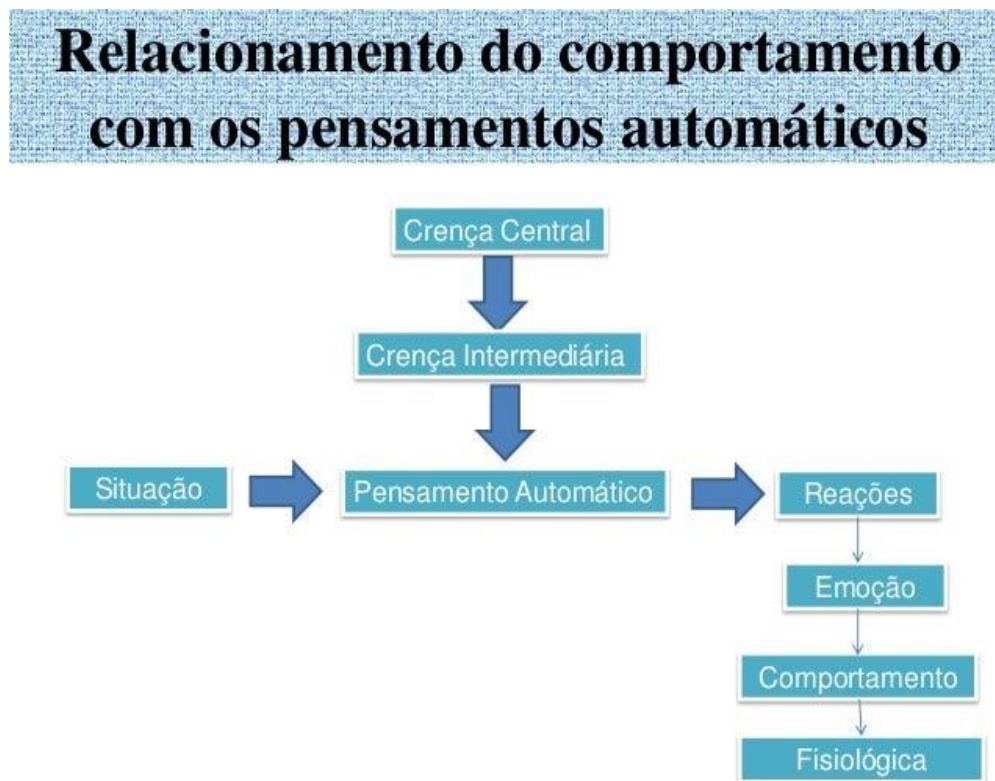 Relacionamento do comportamento
com os pensamentos automáticos
Crença Central
Crença Intermediária
Situação
Pensamento Automático
Reações
Emoção
Comportamento
Fisiológica